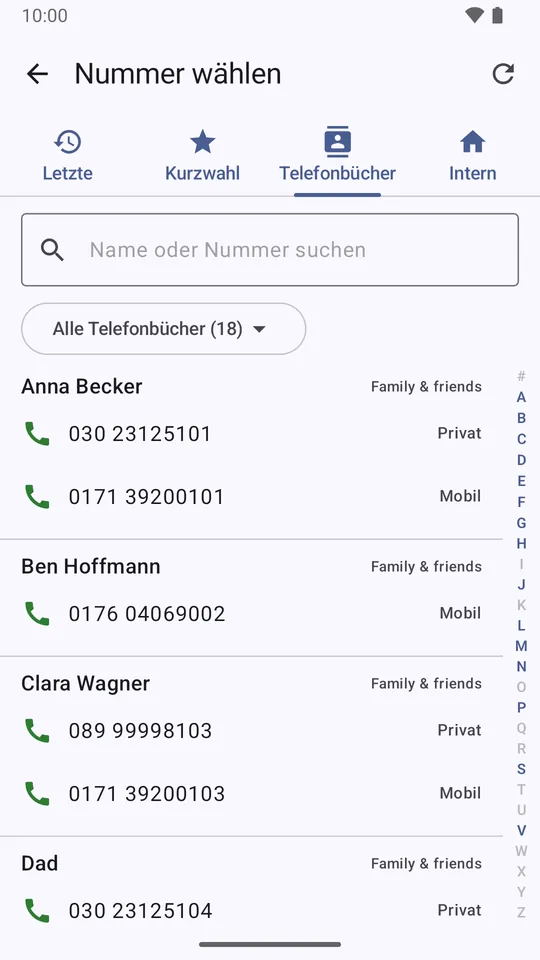 10:00
Nummer wählen
Letzte
Kurzwahl
Telefonbücher
Intern
Name oder Nummer suchen
Alle Telefonbücher (18)
Anna Becker Family & friends
030 23125101 Privat
0171 39200101 Mobil
Ben Hoffmann Family & friends
0176 04069002 Mobil
Clara Wagner Family & friends
089 99998103 Privat
0171 39200103 Mobil
Dad Family & friends
030 23125104 Privat
#
A
B
C
D
E
F
G
H
I
J
K
L
M
N
O
P
Q
R
S
T
U
V
W
X
Y
Z